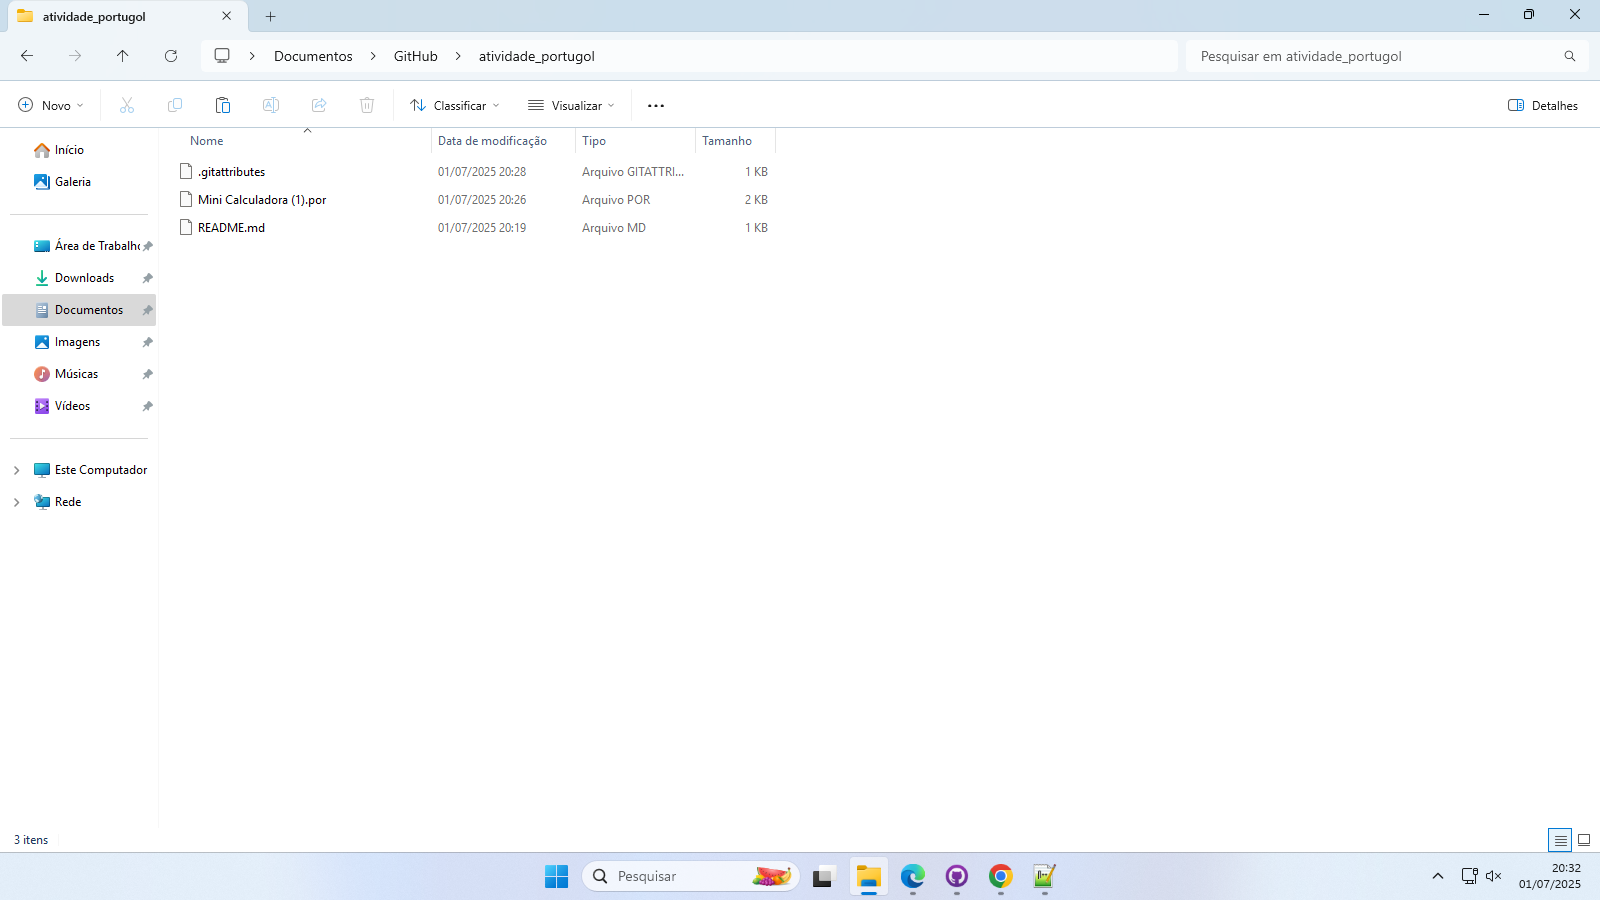 atividade_portugol
Documentos
GitHub
atividade_portugol
Pesquisar em atividade_portugol
Novo
Classificar
Visualizar
Detalhes
Nome
Data de modificação
Tipo
Tamanho
.gitattributes
01/07/2025 20:28
Arquivo GITATTRI...
1 KB
Mini Calculadora (1).por
01/07/2025 20:26
Arquivo POR
2 KB
README.md
01/07/2025 20:19
Arquivo MD
1 KB
Início
Galeria
Área de Trabalho
Downloads
Documentos
Imagens
Músicas
Vídeos
Este Computador
Rede
3 itens
Pesquisar
20:32
01/07/2025